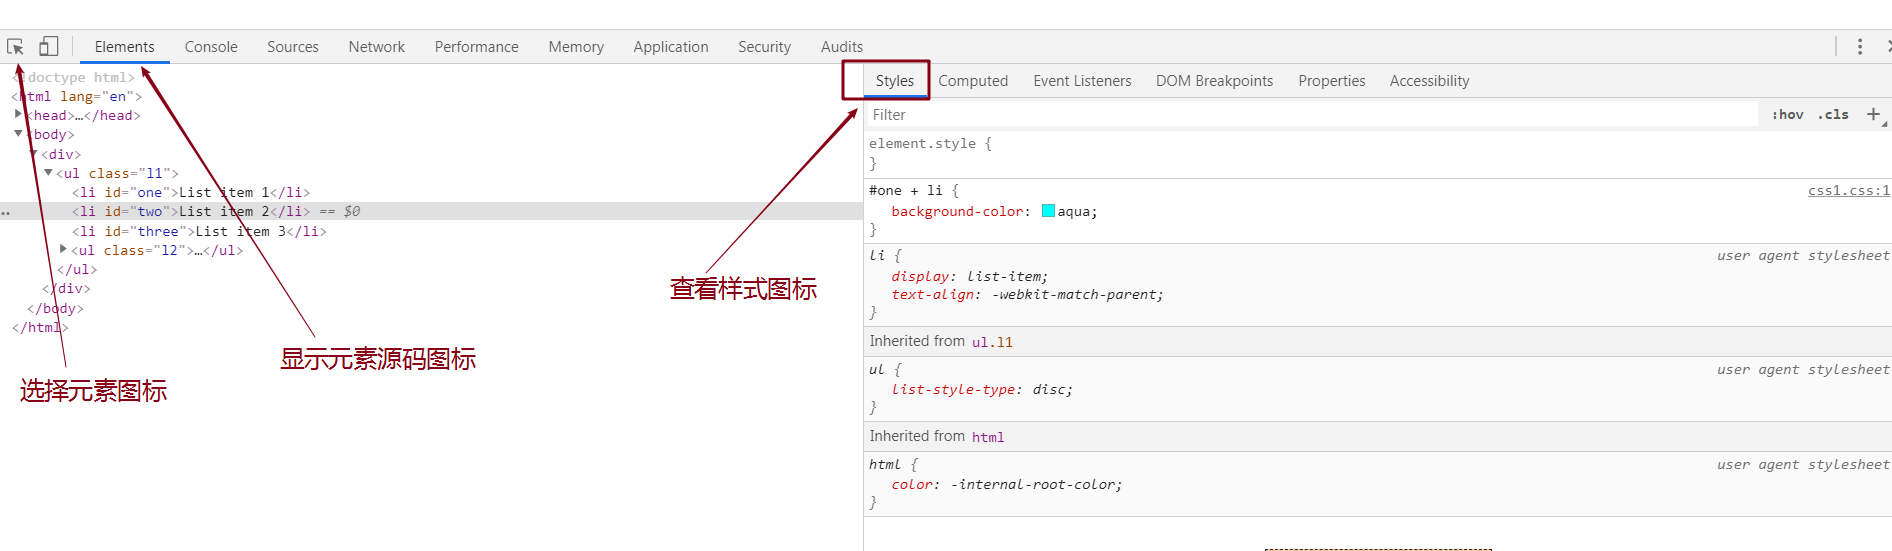 Elements Console Sources Network Performance Memory Application Security Audits
<!doctype html>
<html lang="en">
<head>…</head>
<body>
<div>
<ul class="l1">
<li id="one">List item 1</li>
<li id="two">List item 2</li> == $0
<li id="three">List item 3</li>
<ul class="l2">…</ul>
</ul>
</div>
</body>
</html>
选择元素图标
显示元素源码图标
查看样式图标
Styles Computed Event Listeners DOM Breakpoints Properties Accessibility
Filter :hov .cls +
element.style {
}
#one + li { css1.css:1
background-color: aqua;
}
li { user agent stylesheet
display: list-item;
text-align: -webkit-match-parent;
}
Inherited from ul.l1
ul { user agent stylesheet
list-style-type: disc;
}
Inherited from html
html { user agent stylesheet
color: -internal-root-color;
}